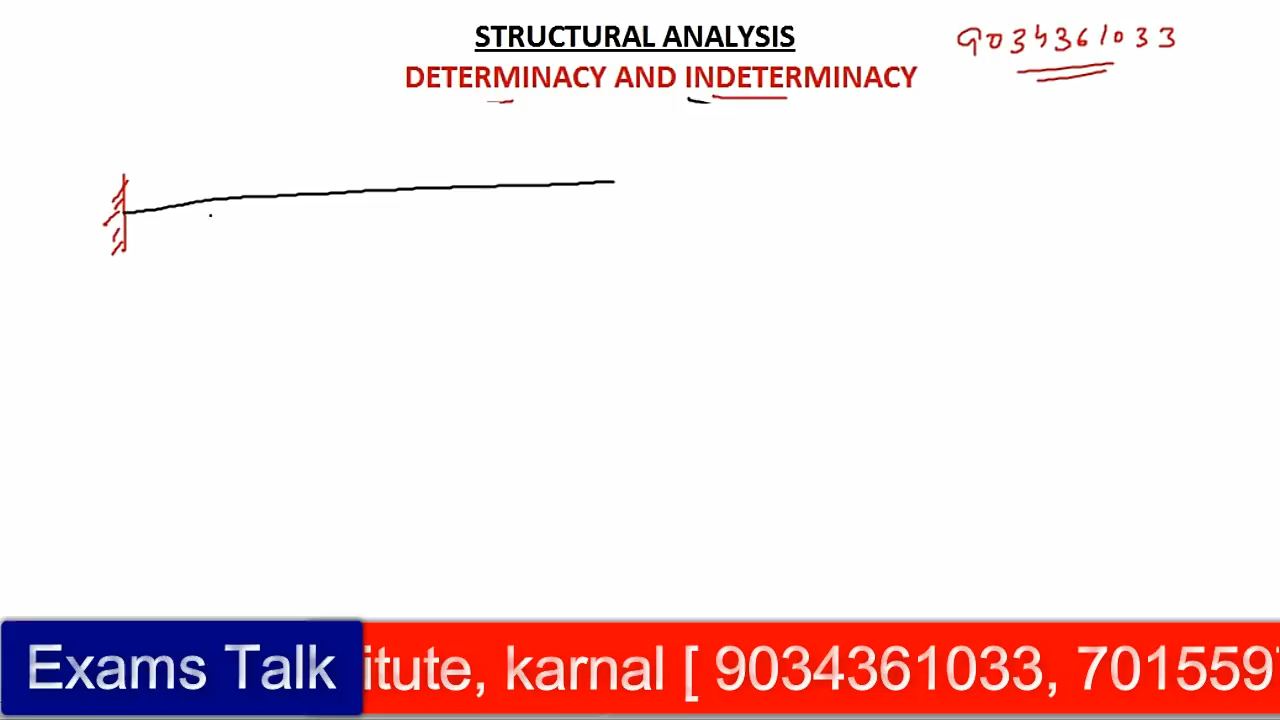 STRUCTURAL ANALYSIS
9034361033
DETERMINACY AND INDETERMINACY
Exams Talk
itute, karnal [ 9034361033, 701559